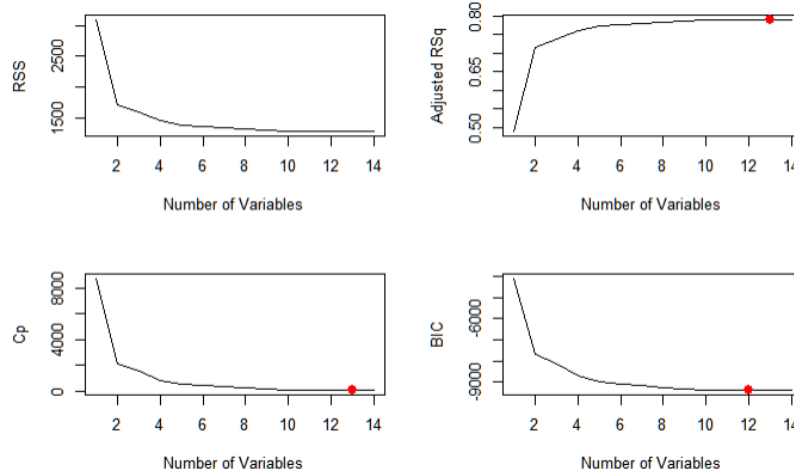 RSS
2500
1500
2 4 6 8 10 12 14
Number of Variables
Adjusted RSq
0.80
0.65
0.50
2 4 6 8 10 12 14
Number of Variables
Cp
8000
4000
0
2 4 6 8 10 12 14
Number of Variables
BIC
-6000
-9000
2 4 6 8 10 12 14
Number of Variables